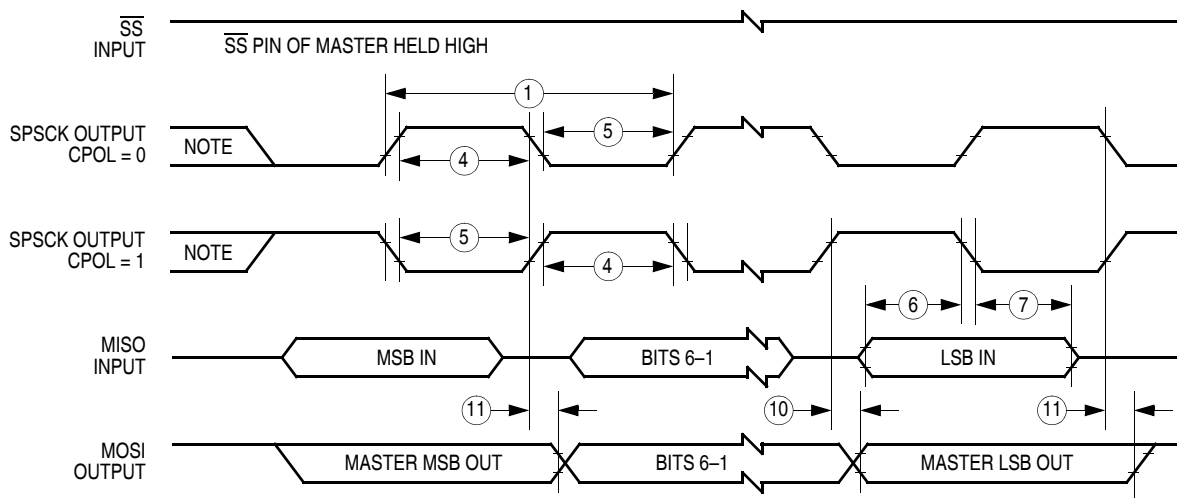 SS
INPUT
SS PIN OF MASTER HELD HIGH
1
SPSCK OUTPUT
CPOL = 0
NOTE
5
4
SPSCK OUTPUT
CPOL = 1
NOTE
5
4
6
7
MISO
INPUT
MSB IN
BITS 6–1
LSB IN
11
10
11
MOSI
OUTPUT
MASTER MSB OUT
BITS 6–1
MASTER LSB OUT